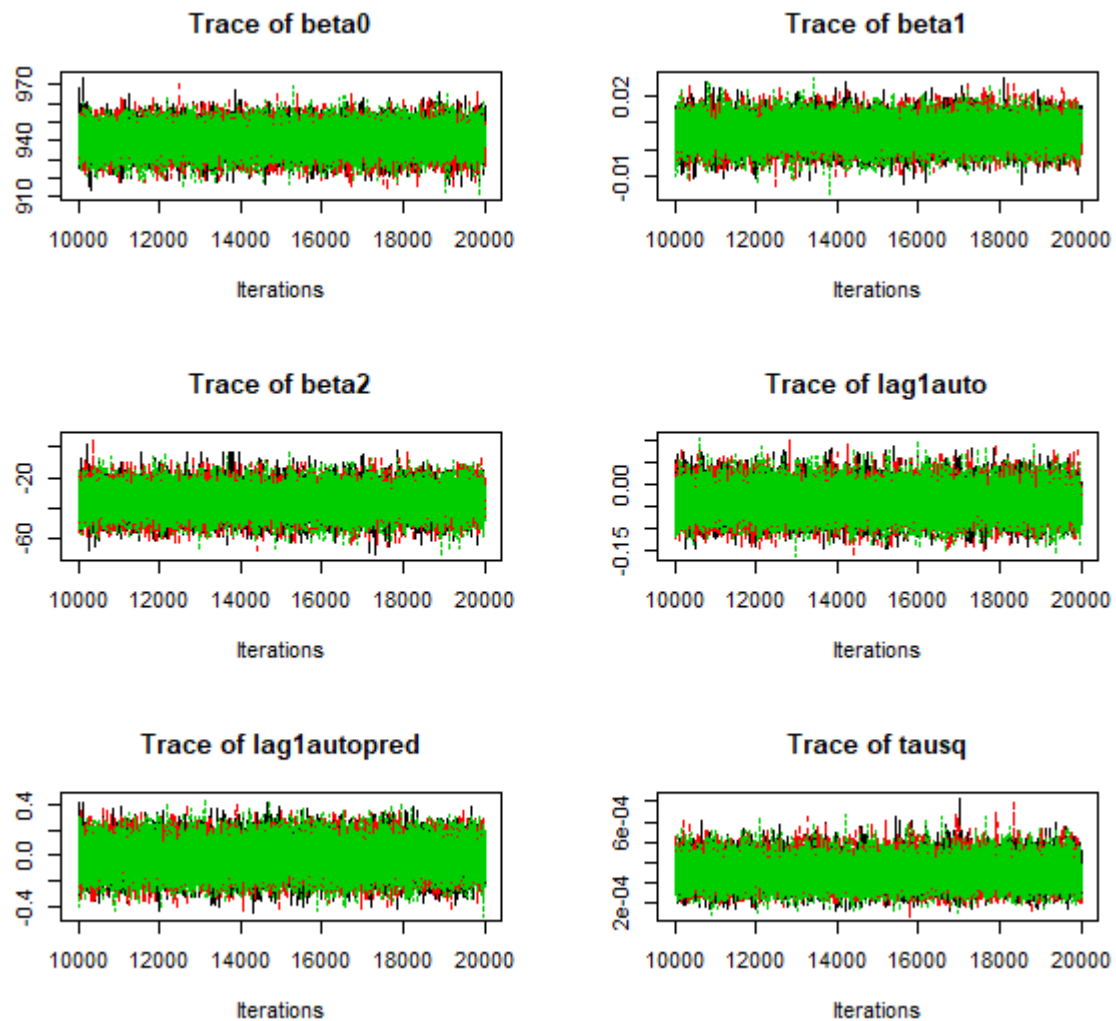 Trace of beta0
Trace of beta1
970
940
910
0.02
-0.01
10000 12000 14000 16000 18000 20000
10000 12000 14000 16000 18000 20000
Iterations
Iterations
Trace of beta2
Trace of lag1auto
-20
-60
0.00
-0.15
10000 12000 14000 16000 18000 20000
10000 12000 14000 16000 18000 20000
Iterations
Iterations
Trace of lag1autopred
Trace of tausq
0.4
0.0
-0.4
6e-04
2e-04
10000 12000 14000 16000 18000 20000
10000 12000 14000 16000 18000 20000
Iterations
Iterations